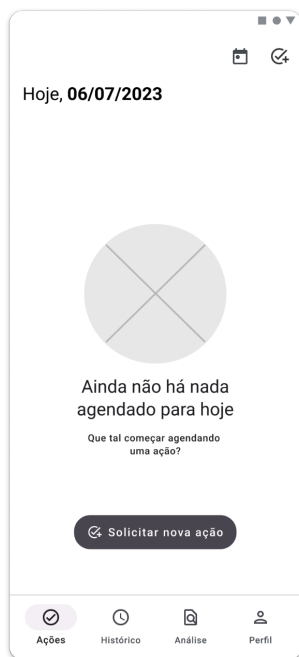 Hoje, 06/07/2023
Ainda não há nada
agendado para hoje
Que tal começar agendando
uma ação?
Solicitar nova ação
Ações
Histórico
Análise
Perfil